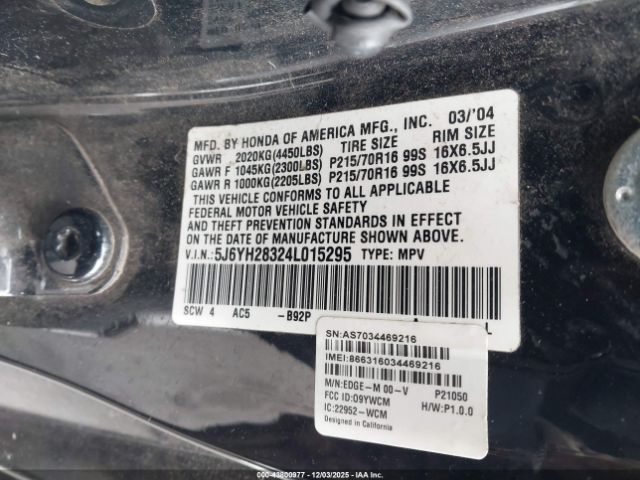 MFD. BY HONDA OF AMERICA MFG., INC. 03/'04
GVWR 2020KG(4450LBS) TIRE SIZE RIM SIZE
GAWR F 1045KG(2300LBS) P215/70R16 99S 16X6.5JJ
GAWR R 1000KG(2205LBS) P215/70R16 99S 16X6.5JJ
THIS VEHICLE CONFORMS TO ALL APPLICABLE
FEDERAL MOTOR VEHICLE SAFETY
AND THEFT PREVENTION STANDARDS IN EFFECT
ON THE DATE OF MANUFACTURE SHOWN ABOVE.
V.I.N.: 5J6YH28324L015295 TYPE: MPV
SCW 4 AC5 -B92P L
SN:AS7034469216
IMEI:866316034469216
M/N:EDGE-M 00-V P21050
FCC ID:O9YWCM H/W:P1.0.0
IC:22952-WCM
Designed in California
000-43800977 - 12/03/2025 - IAA Inc.